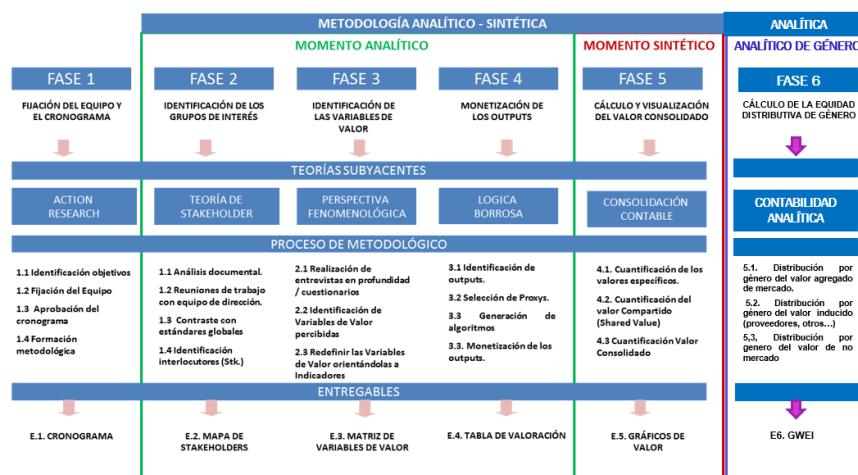 METODOLOGÍA ANALÍTICO - SINTÉTICA
ANALÍTICA
MOMENTO ANALÍTICO
MOMENTO SINTÉTICO
ANALÍTICO DE GÉNERO
FASE 1
FASE 2
FASE 3
FASE 4
FASE 5
FASE 6
FIJACIÓN DEL EQUIPO Y
EL CRONOGRAMA
IDENTIFICACIÓN DE LOS
GRUPOS DE INTERÉS
IDENTIFICACIÓN DE
LAS VARIABLES DE
VALOR
MONETIZACIÓN DE
LOS OUTPUTS
CÁLCULO Y VISUALIZACIÓN
DEL VALOR CONSOLIDADO
CÁLCULO DE LA EQUIDAD
DISTRIBUTIVA DE GÉNERO
TEORÍAS SUBYACENTES
ACTION
RESEARCH
TEORÍA DE
STAKEHOLDER
PERSPECTIVA
FENOMENOLÓGICA
LOGICA
BORROSA
CONSOLIDACIÓN
CONTABLE
CONTABILIDAD
ANALÍTICA
PROCESO DE METODOLÓGICO
1.1 Identificación objetivos
1.2 Fijación del Equipo
1.3 Aprobación del
cronograma
1.4 Formación
metodológica
1.1 Análisis documental.
1.2 Reuniones de trabajo
con equipo de dirección.
1.3 Contraste con
estándares globales
1.4 Identificación
interlocutores (Stk.)
2.1 Realización de
entrevistas en profundidad
/ cuestionarios
2.2 Identificación de
Variables de Valor
percibidas
2.3 Redefinir las Variables
de Valor orientándolas a
Indicadores
3.1 Identificación de
outputs.
3.2 Selección de Proxys.
3.3 Generación de
algoritmos
3.3. Monetización de los
outputs.
4.1. Cuantificación de los
valores específicos.
4.2. Cuantificación del
valor Compartido
(Shared Value)
4.3 Cuantificación Valor
Consolidado
5.1. Distribución por
género del valor agregado
de mercado.
5.2. Distribución por
género del valor inducido
(proveedores, otros...)
5,3, Distribución por
genero del valor de no
mercado
ENTREGABLES
E.1. CRONOGRAMA
E.2. MAPA DE
STAKEHOLDERS
E.3. MATRIZ DE
VARIABLES DE VALOR
E.4. TABLA DE VALORACIÓN
E.5. GRÁFICOS DE
VALOR
E6. GWEI